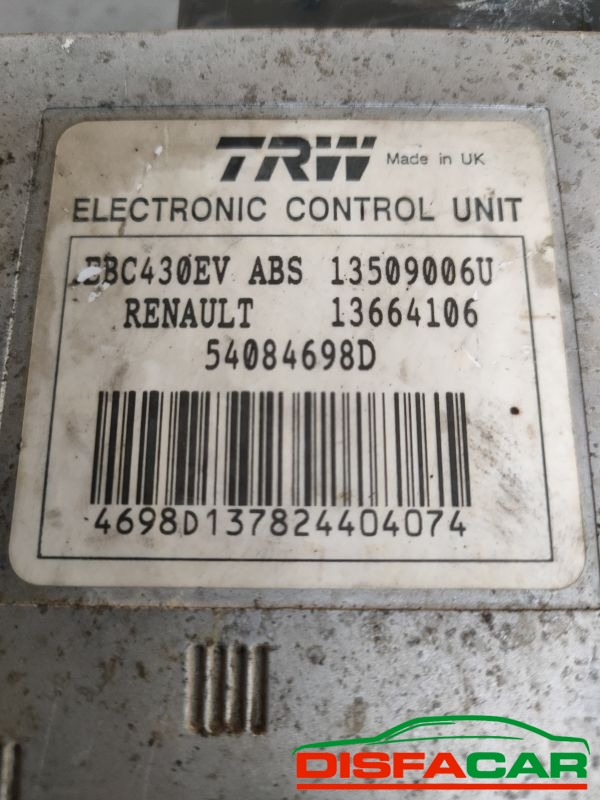 TRW Made in UK
ELECTRONIC CONTROL UNIT
EBC430EV ABS 13509006U
RENAULT 13664106
54084698D
4698D137824404074
DISFACAR